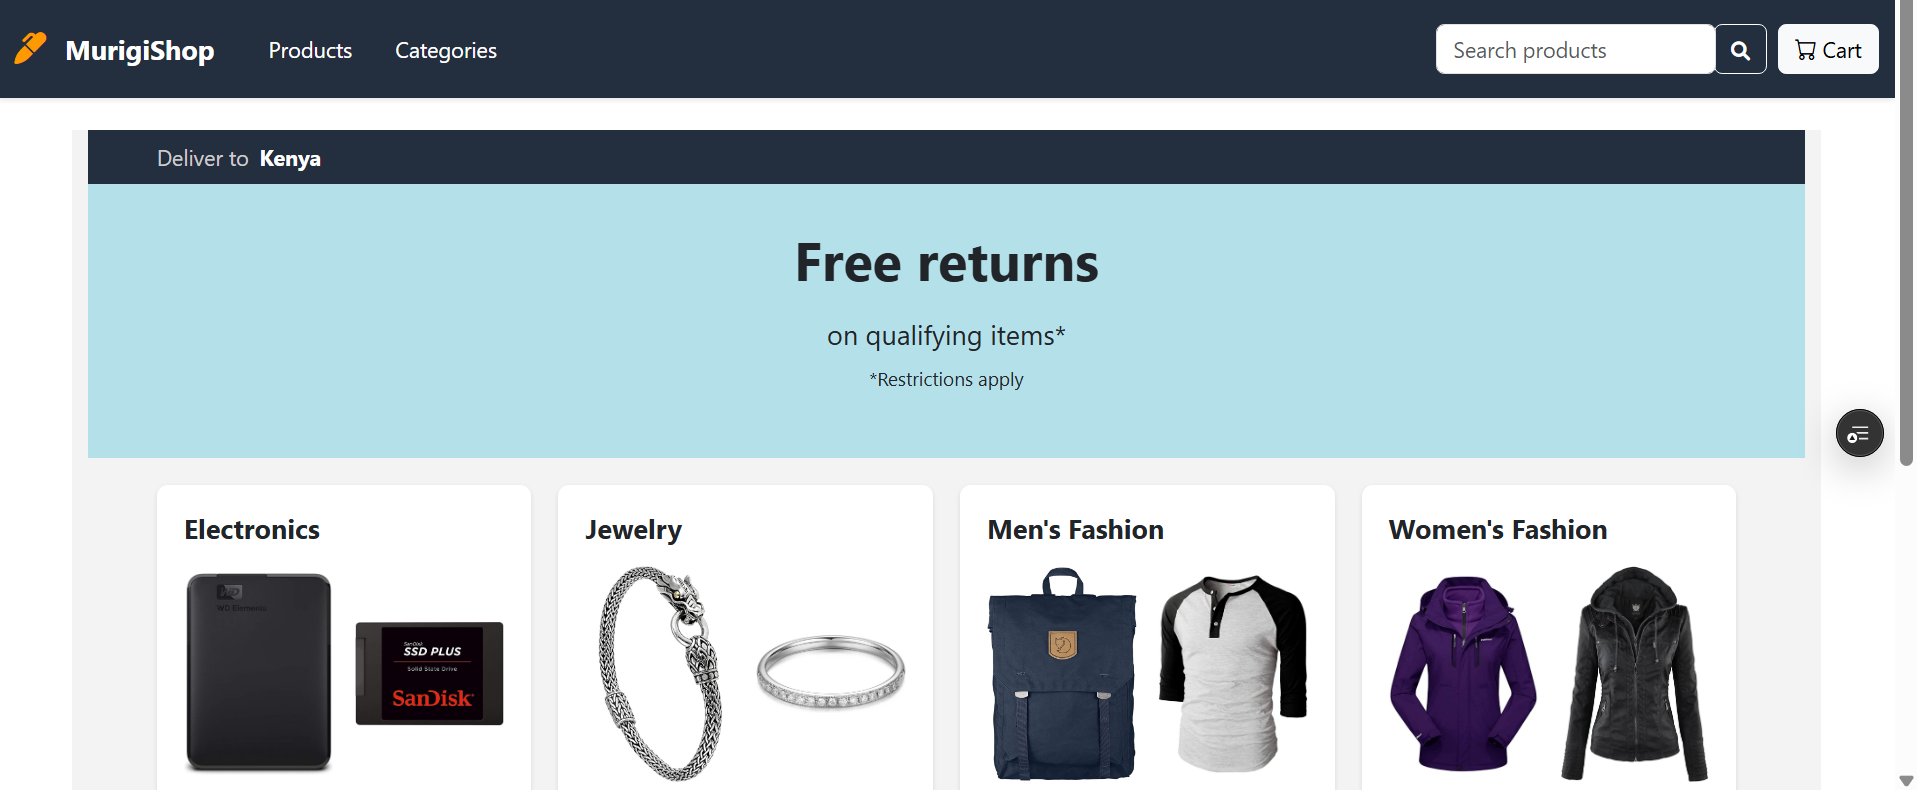 MurigiShop Products Categories Search products Cart
Deliver to Kenya
Free returns
on qualifying items*
*Restrictions apply
Electronics
Jewelry
Men's Fashion
Women's Fashion
WD
WD Elements
SanDisk
SSD PLUS
Solid State Drive
SanDisk